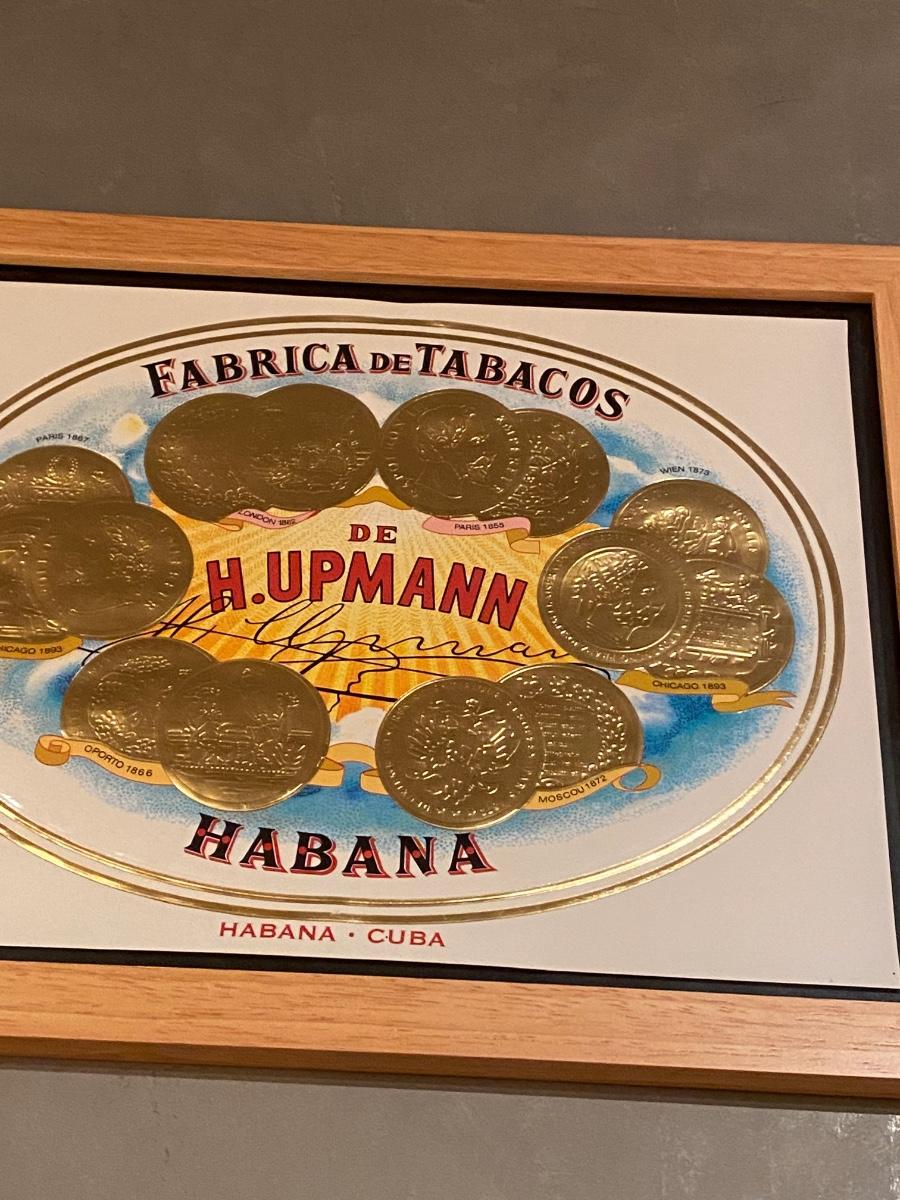 FABRICA DE TABACOS
PARIS 1867
WIEN 1873
LONDON 1862
PARIS 1855
DE
H. UPMANN
H. Upmann
CHICAGO 1893
CHICAGO 1893
OPORTO 1866
MOSCOU 1872
HABANA
HABANA · CUBA